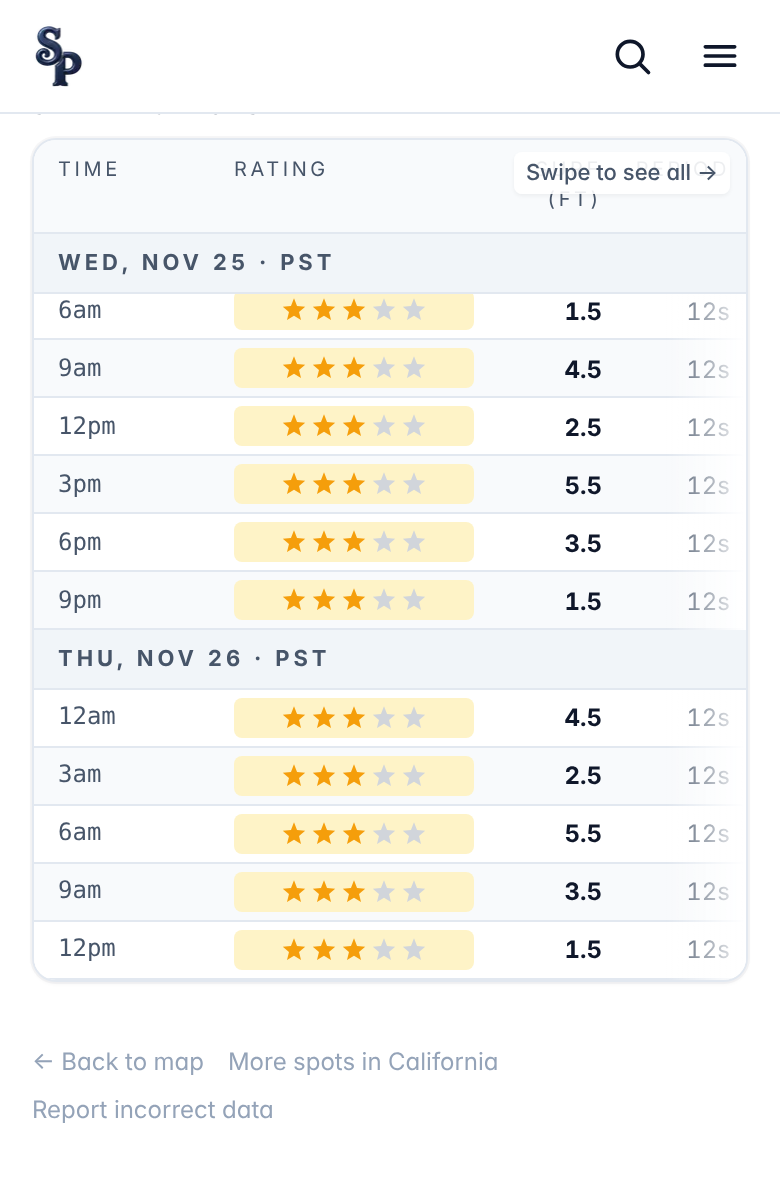 SP
TIME RATING Swipe to see all →
(FT)
WED, NOV 25 · PST
6am 1.5 12s
9am 4.5 12s
12pm 2.5 12s
3pm 5.5 12s
6pm 3.5 12s
9pm 1.5 12s
THU, NOV 26 · PST
12am 4.5 12s
3am 2.5 12s
6am 5.5 12s
9am 3.5 12s
12pm 1.5 12s
← Back to map More spots in California
Report incorrect data